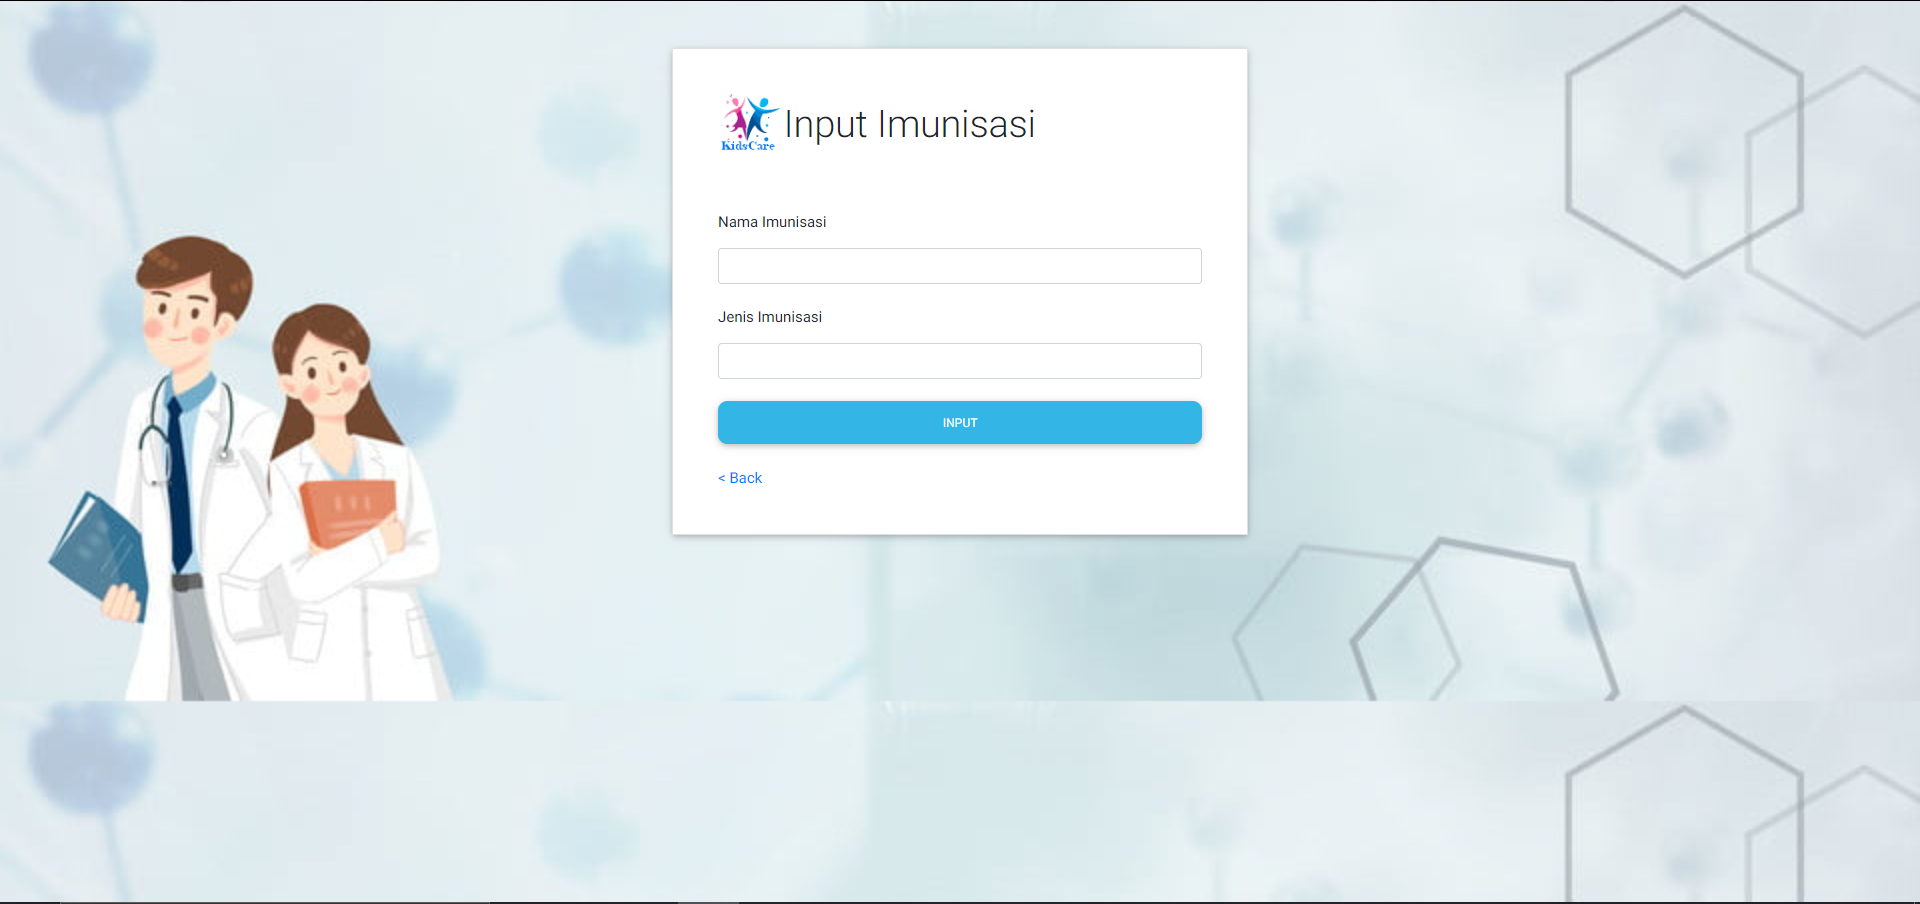 KidsCare
Input Imunisasi
Nama Imunisasi
Jenis Imunisasi
INPUT
< Back